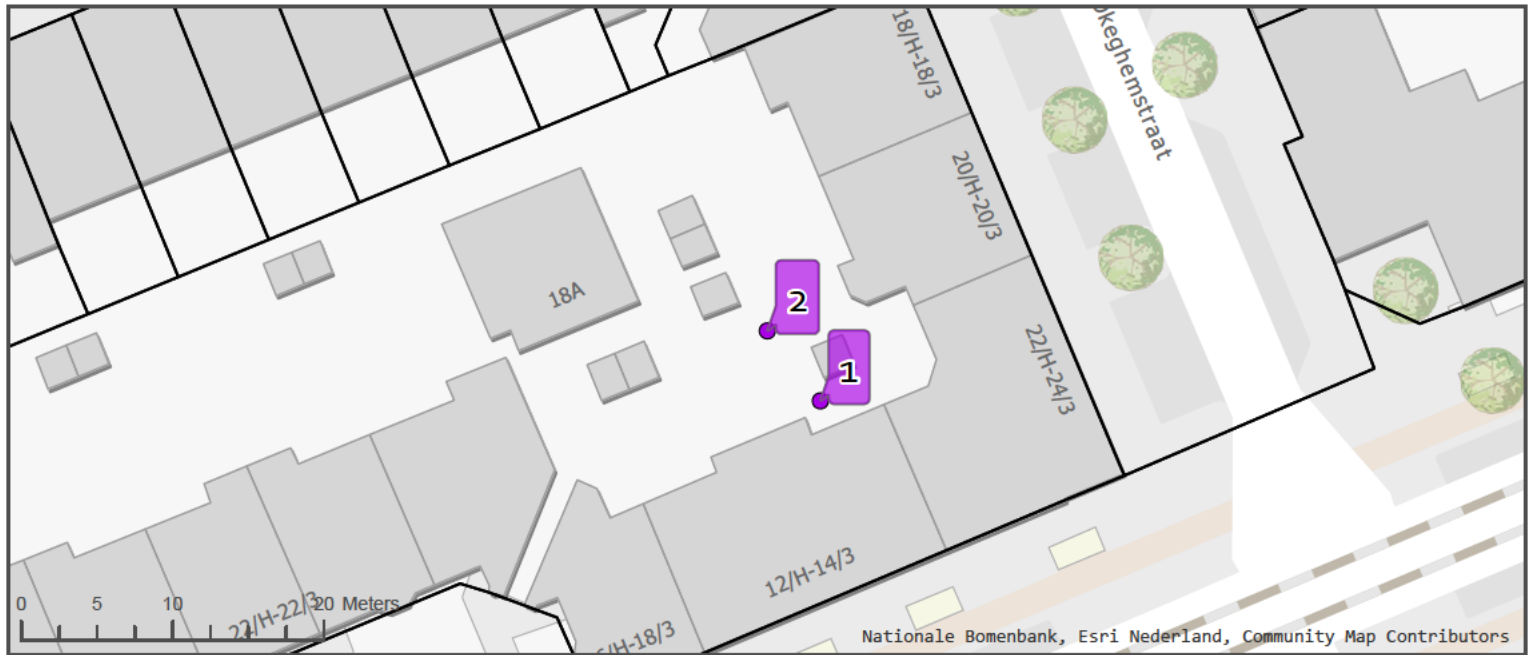 18/H-18/3
okeghemstraat
20/H-20/3
2
18A
22/H-24/3
1
12/H-14/3
22/H-22/3
/H-18/3
0 5 10 20 Meters
Nationale Bomenbank, Esri Nederland, Community Map Contributors